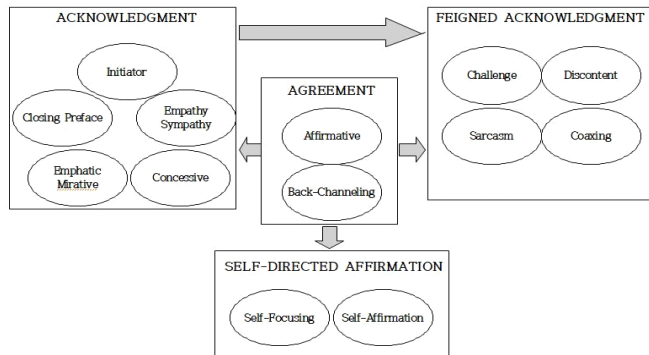 ACKNOWLEDGMENT
Initiator
Closing Preface
Empathy
Sympathy
Emphatic
Mirative
Concessive
AGREEMENT
Affirmative
Back-Channeling
FEIGNED ACKNOWLEDGMENT
Challenge
Discontent
Sarcasm
Coaxing
SELF-DIRECTED AFFIRMATION
Self-Focusing
Self-Affirmation